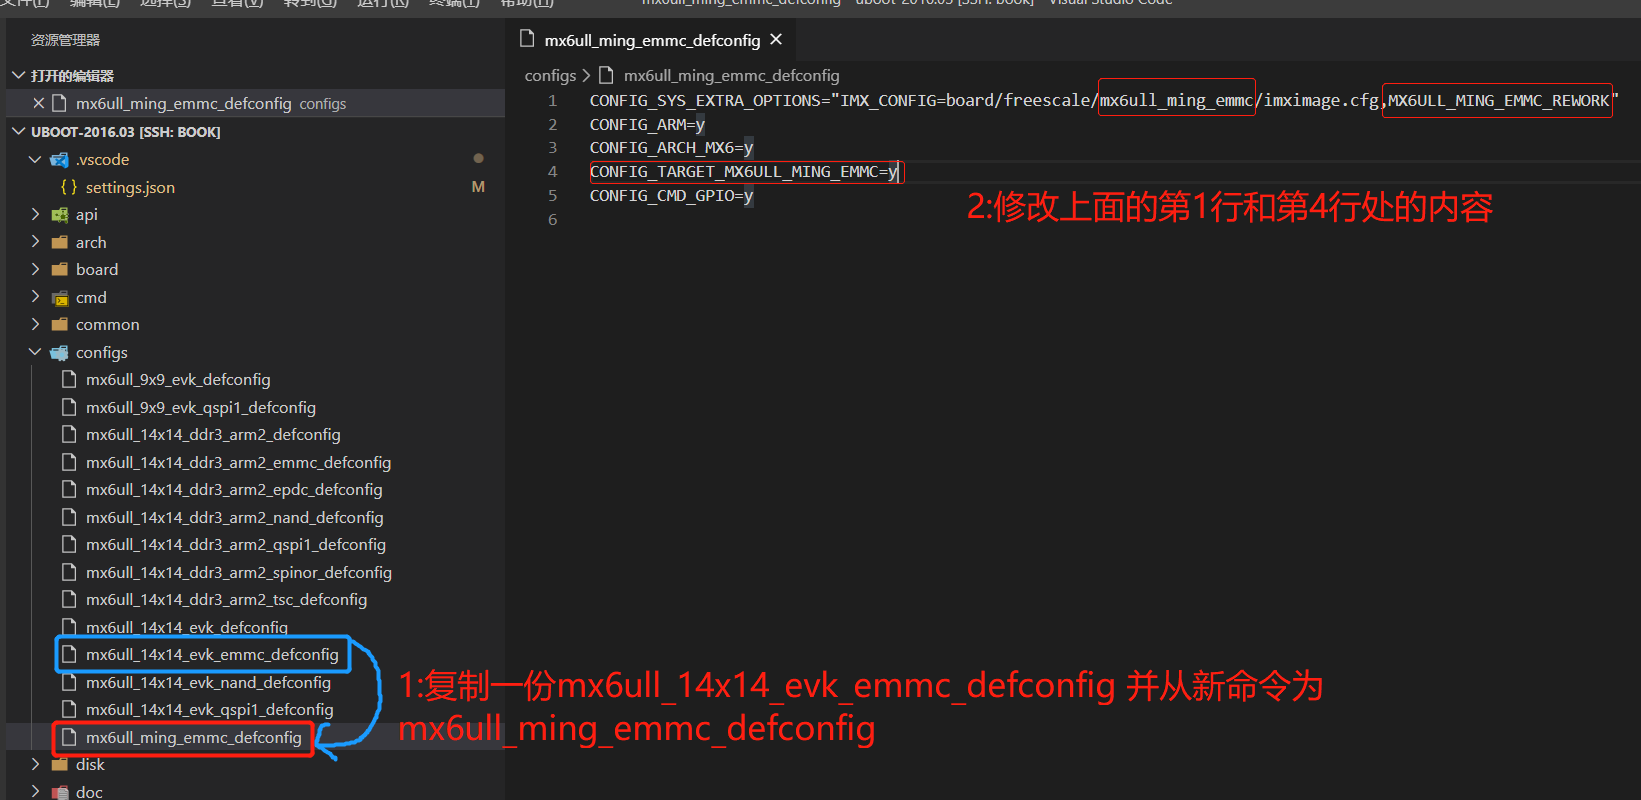 文件(F) 编辑(E) 选择(S) 查看(V) 转到(G) 运行(R) 终端(T) 帮助(H) mx6ull_ming_emmc_defconfig - uboot-2016.03 [SSH: book] - Visual Studio Code
资源管理器
打开的编辑器
mx6ull_ming_emmc_defconfig configs
UBOOT-2016.03 [SSH: BOOK]
.vscode
{ } settings.json M
api
arch
board
cmd
common
configs
mx6ull_9x9_evk_defconfig
mx6ull_9x9_evk_qspi1_defconfig
mx6ull_14x14_ddr3_arm2_defconfig
mx6ull_14x14_ddr3_arm2_emmc_defconfig
mx6ull_14x14_ddr3_arm2_epdc_defconfig
mx6ull_14x14_ddr3_arm2_nand_defconfig
mx6ull_14x14_ddr3_arm2_qspi1_defconfig
mx6ull_14x14_ddr3_arm2_spinor_defconfig
mx6ull_14x14_ddr3_arm2_tsc_defconfig
mx6ull_14x14_evk_defconfig
mx6ull_14x14_evk_emmc_defconfig
mx6ull_14x14_evk_nand_defconfig
mx6ull_14x14_evk_qspi1_defconfig
mx6ull_ming_emmc_defconfig
disk
doc
mx6ull_ming_emmc_defconfig
configs > mx6ull_ming_emmc_defconfig
1 CONFIG_SYS_EXTRA_OPTIONS="IMX_CONFIG=board/freescale/mx6ull_ming_emmc/imximage.cfg,MX6ULL_MING_EMMC_REWORK"
2 CONFIG_ARM=y
3 CONFIG_ARCH_MX6=y
4 CONFIG_TARGET_MX6ULL_MING_EMMC=y
5 CONFIG_CMD_GPIO=y
6
2:修改上面的第1行和第4行处的内容
1:复制一份mx6ull_14x14_evk_emmc_defconfig 并从新命令为
mx6ull_ming_emmc_defconfig